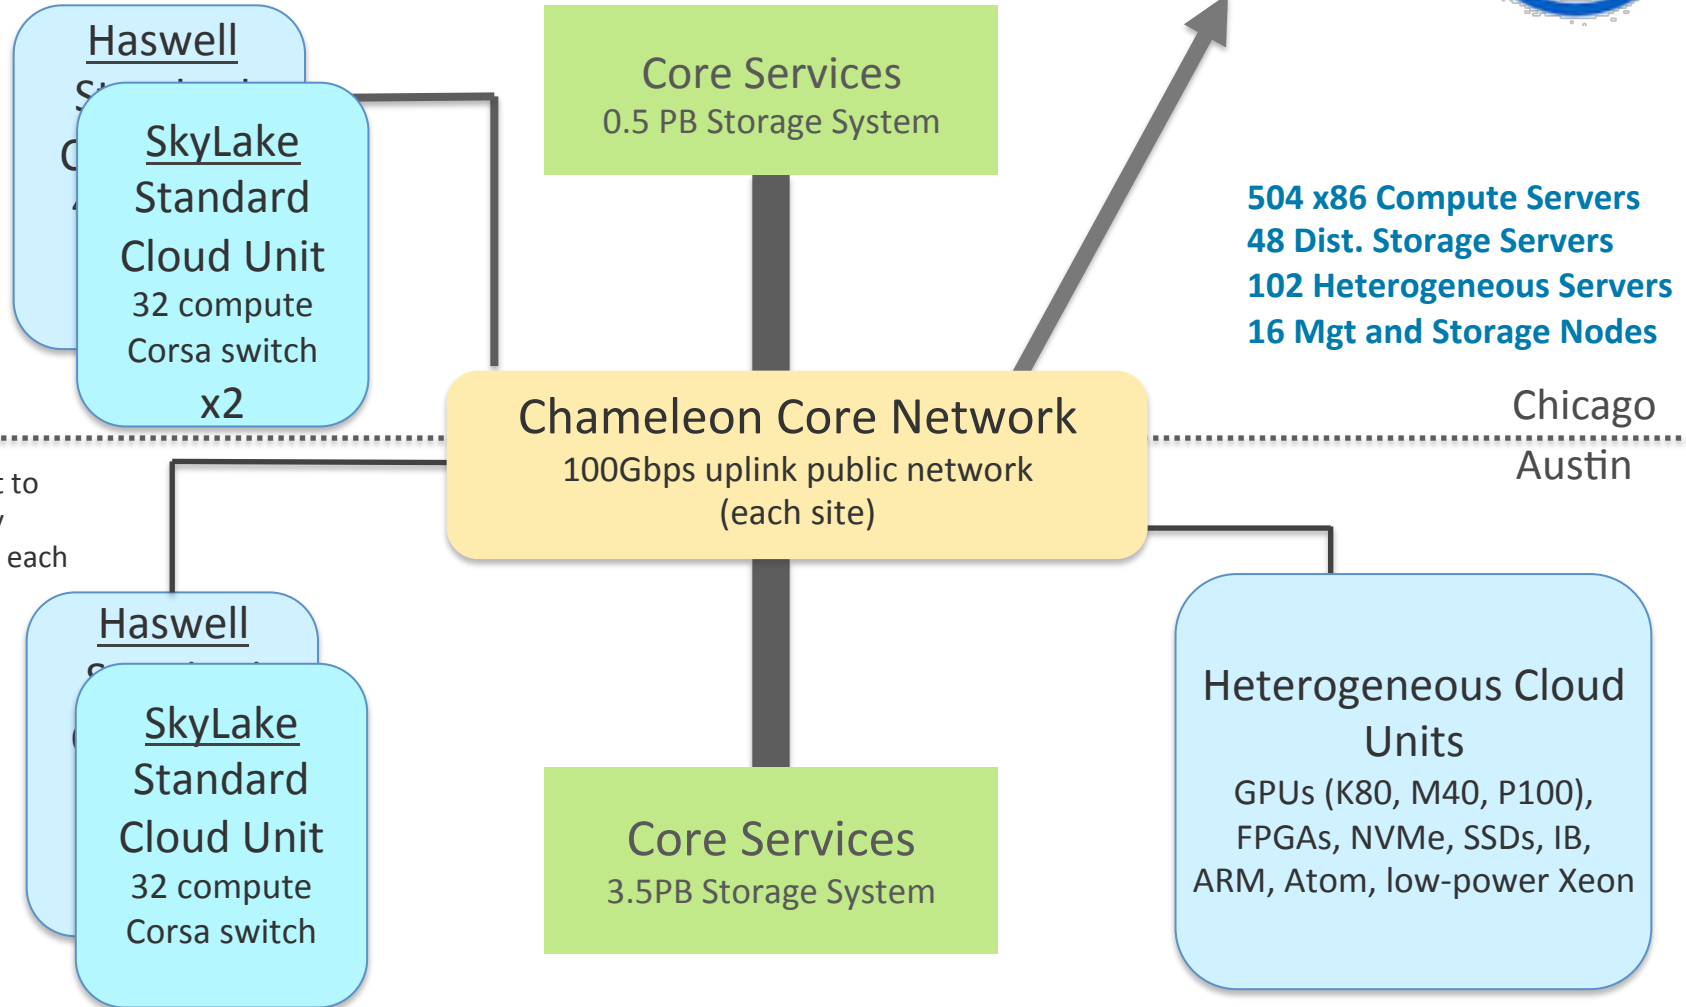 Haswell
SkyLake
Standard
Cloud Unit
32 compute
Corsa switch
x2
Core Services
0.5 PB Storage System
504 x86 Compute Servers
48 Dist. Storage Servers
102 Heterogeneous Servers
16 Mgt and Storage Nodes
Chameleon Core Network
100Gbps uplink public network
(each site)
Chicago
Austin
to
each
Haswell
SkyLake
Standard
Cloud Unit
32 compute
Corsa switch
Core Services
3.5PB Storage System
Heterogeneous Cloud
Units
GPUs (K80, M40, P100),
FPGAs, NVMe, SSDs, IB,
ARM, Atom, low-power Xeon